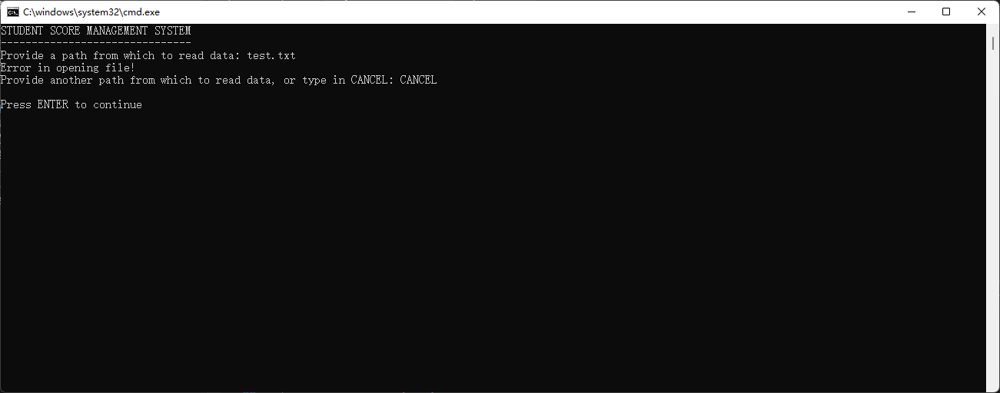 C:\windows\system32\cmd.exe
STUDENT SCORE MANAGEMENT SYSTEM
-------------------------------
Provide a path from which to read data: test.txt
Error in opening file!
Provide another path from which to read data, or type in CANCEL: CANCEL
Press ENTER to continue